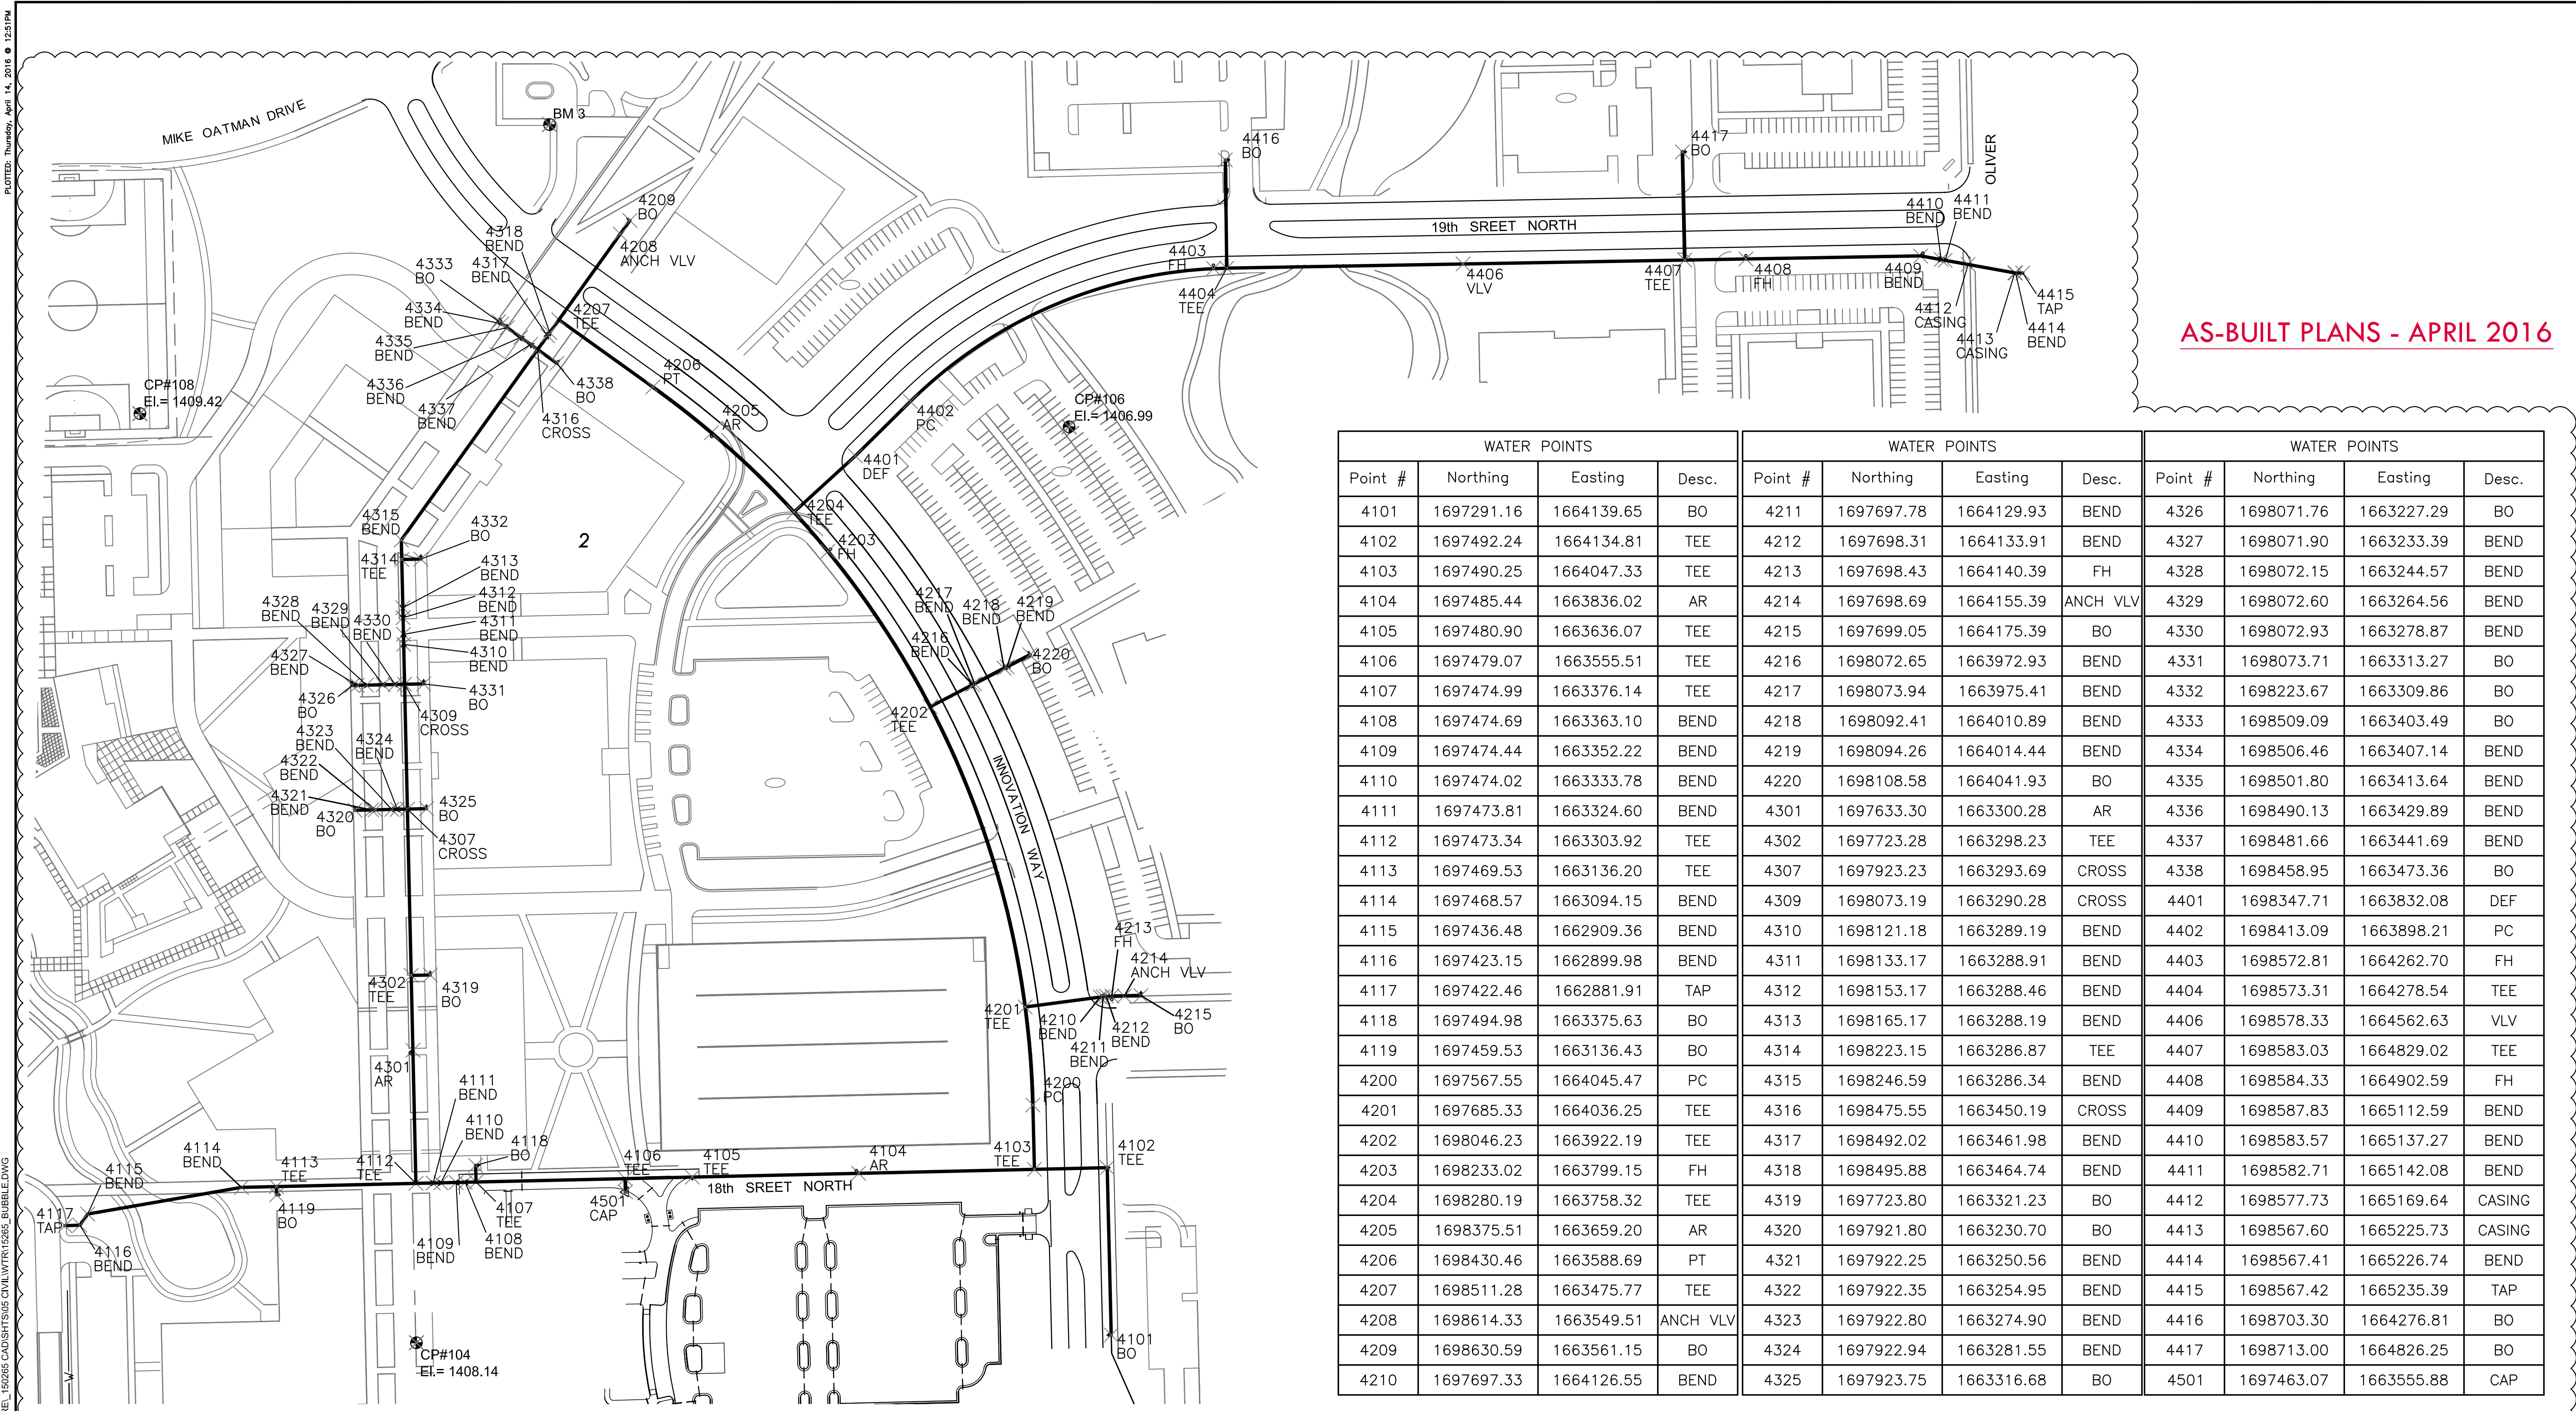 PLOTTED: Thursday, April 14, 2016 @ 12:51PM
MIKE OATMAN DRIVE
BM 3
4416
BO
4417
BO
OLIVER
4410
BEND
4411
BEND
19th SREET NORTH
4209
BO
4318
BEND
4208
ANCH VLV
4333
BO
4317
BEND
4403
FH
4404
TEE
4406
VLV
4407
TEE
4408
FH
4409
BEND
4415
TAP
4412
CASING
4414
BEND
4413
CASING
4334
BEND
4207
TEE
4335
BEND
AS-BUILT PLANS - APRIL 2016
4206
PT
4336
BEND
4338
BO
CP#108
El.= 1409.42
4337
BEND
4316
CROSS
4205
AR
4402
PC
CP#106
El.= 1406.99
4401
DEF
4315
BEND
4332
BO
2
4204
TEE
4203
FH
4314
TEE
4313
BEND
4312
BEND
4311
BEND
4310
BEND
4328
BEND
4329
BEND
4330
BEND
4217
BEND
4218
BEND
4219
BEND
4216
BEND
4220
BO
4327
BEND
4326
BO
4331
BO
4309
CROSS
4202
TEE
4323
BEND
4324
BEND
4322
BEND
4321
BEND
4320
BO
4325
BO
4307
CROSS
INNOVATION WAY
4213
FH
4214
ANCH VLV
4302
TEE
4319
BO
4201
TEE
4210
BEND
4212
BEND
4215
BO
4211
BEND
4301
AR
4200
PC
4111
BEND
4110
BEND
4118
BO
4114
BEND
4115
BEND
4113
TEE
4112
TEE
4106
TEE
4105
TEE
4104
AR
4103
TEE
4102
TEE
18th SREET NORTH
4117
TAP
4119
BO
4107
TEE
4501
CAP
4116
BEND
4109
BEND
4108
BEND
4101
BO
CP#104
El.= 1408.14
W
RE\_150265 CAD\SHTS\05 CIVIL\WTR\15265_BUBBLE.DWG
WATER POINTS WATER POINTS WATER POINTS
Point # Northing Easting Desc. Point # Northing Easting Desc. Point # Northing Easting Desc.
4101 1697291.16 1664139.65 BO 4211 1697697.78 1664129.93 BEND 4326 1698071.76 1663227.29 BO
4102 1697492.24 1664134.81 TEE 4212 1697698.31 1664133.91 BEND 4327 1698071.90 1663233.39 BEND
4103 1697490.25 1664047.33 TEE 4213 1697698.43 1664140.39 FH 4328 1698072.15 1663244.57 BEND
4104 1697485.44 1663836.02 AR 4214 1697698.69 1664155.39 ANCH VLV 4329 1698072.60 1663264.56 BEND
4105 1697480.90 1663636.07 TEE 4215 1697699.05 1664175.39 BO 4330 1698072.93 1663278.87 BEND
4106 1697479.07 1663555.51 TEE 4216 1698072.65 1663972.93 BEND 4331 1698073.71 1663313.27 BO
4107 1697474.99 1663376.14 TEE 4217 1698073.94 1663975.41 BEND 4332 1698223.67 1663309.86 BO
4108 1697474.69 1663363.10 BEND 4218 1698092.41 1664010.89 BEND 4333 1698509.09 1663403.49 BO
4109 1697474.44 1663352.22 BEND 4219 1698094.26 1664014.44 BEND 4334 1698506.46 1663407.14 BEND
4110 1697474.02 1663333.78 BEND 4220 1698108.58 1664041.93 BO 4335 1698501.80 1663413.64 BEND
4111 1697473.81 1663324.60 BEND 4301 1697633.30 1663300.28 AR 4336 1698490.13 1663429.89 BEND
4112 1697473.34 1663303.92 TEE 4302 1697723.28 1663298.23 TEE 4337 1698481.66 1663441.69 BEND
4113 1697469.53 1663136.20 TEE 4307 1697923.23 1663293.69 CROSS 4338 1698458.95 1663473.36 BO
4114 1697468.57 1663094.15 BEND 4309 1698073.19 1663290.28 CROSS 4401 1698347.71 1663832.08 DEF
4115 1697436.48 1662909.36 BEND 4310 1698121.18 1663289.19 BEND 4402 1698413.09 1663898.21 PC
4116 1697423.15 1662899.98 BEND 4311 1698133.17 1663288.91 BEND 4403 1698572.81 1664262.70 FH
4117 1697422.46 1662881.91 TAP 4312 1698153.17 1663288.46 BEND 4404 1698573.31 1664278.54 TEE
4118 1697494.98 1663375.63 BO 4313 1698165.17 1663288.19 BEND 4406 1698578.33 1664562.63 VLV
4119 1697459.53 1663136.43 BO 4314 1698223.15 1663286.87 TEE 4407 1698583.03 1664829.02 TEE
4200 1697567.55 1664045.47 PC 4315 1698246.59 1663286.34 BEND 4408 1698584.33 1664902.59 FH
4201 1697685.33 1664036.25 TEE 4316 1698475.55 1663450.19 CROSS 4409 1698587.83 1665112.59 BEND
4202 1698046.23 1663922.19 TEE 4317 1698492.02 1663461.98 BEND 4410 1698583.57 1665137.27 BEND
4203 1698233.02 1663799.15 FH 4318 1698495.88 1663464.74 BEND 4411 1698582.71 1665142.08 BEND
4204 1698280.19 1663758.32 TEE 4319 1697723.80 1663321.23 BO 4412 1698577.73 1665169.64 CASING
4205 1698375.51 1663659.20 AR 4320 1697921.80 1663230.70 BO 4413 1698567.60 1665225.73 CASING
4206 1698430.46 1663588.69 PT 4321 1697922.25 1663250.56 BEND 4414 1698567.41 1665226.74 BEND
4207 1698511.28 1663475.77 TEE 4322 1697922.35 1663254.95 BEND 4415 1698567.42 1665235.39 TAP
4208 1698614.33 1663549.51 ANCH VLV 4323 1697922.80 1663274.90 BEND 4416 1698703.30 1664276.81 BO
4209 1698630.59 1663561.15 BO 4324 1697922.94 1663281.55 BEND 4417 1698713.00 1664826.25 BO
4210 1697697.33 1664126.55 BEND 4325 1697923.75 1663316.68 BO 4501 1697463.07 1663555.88 CAP